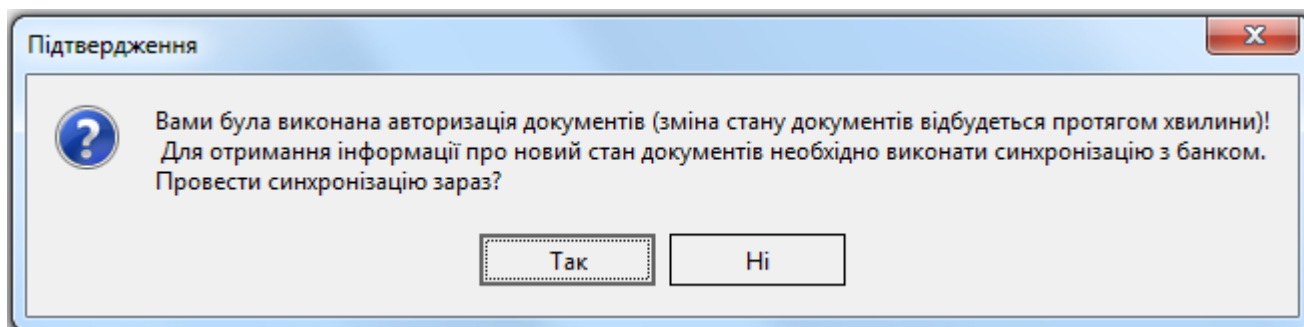 Підтвердження
Вами була виконана авторизація документів (зміна стану документів відбудеться протягом хвилини)!
Для отримання інформації про новий стан документів необхідно виконати синхронізацію з банком.
Провести синхронізацію зараз?
Так Ні